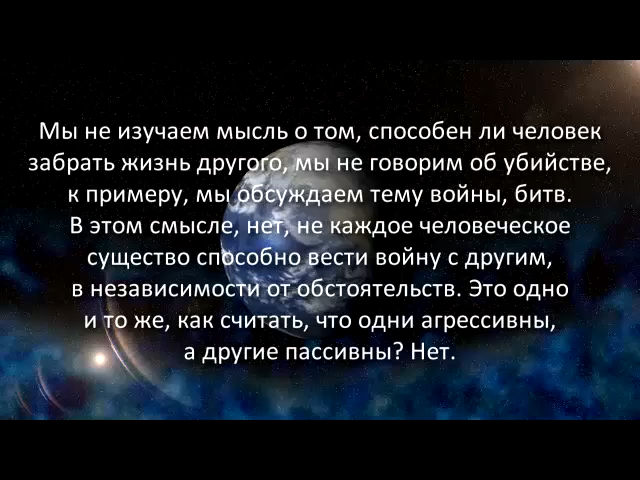 Мы не изучаем мысль о том, способен ли человек
забрать жизнь другого, мы не говорим об убийстве,
к примеру, мы обсуждаем тему войны, битв.
В этом смысле, нет, не каждое человеческое
существо способно вести войну с другим,
в независимости от обстоятельств. Это одно
и то же, как считать, что одни агрессивны,
а другие пассивны? Нет.